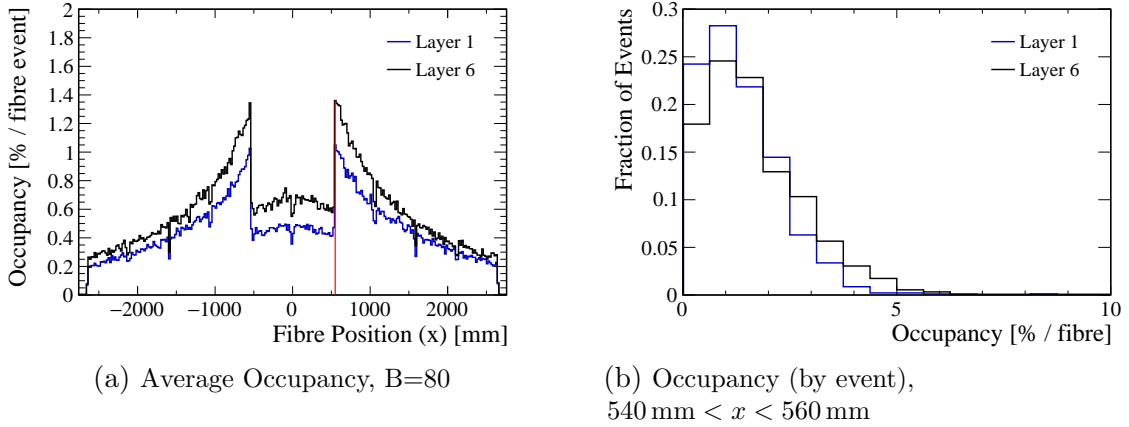 2
1.8
1.6
1.4
1.2
1
0.8
0.6
0.4
0.2
0
Occupancy [% / fibre event]
Layer 1
Layer 6
−2000 −1000 0 1000 2000
Fibre Position (x) [mm]
(a) Average Occupancy, B=80
0.3
0.25
0.2
0.15
0.1
0.05
0
Fraction of Events
Layer 1
Layer 6
0 5 10
Occupancy [% / fibre]
(b) Occupancy (by event),
540 mm < x < 560 mm